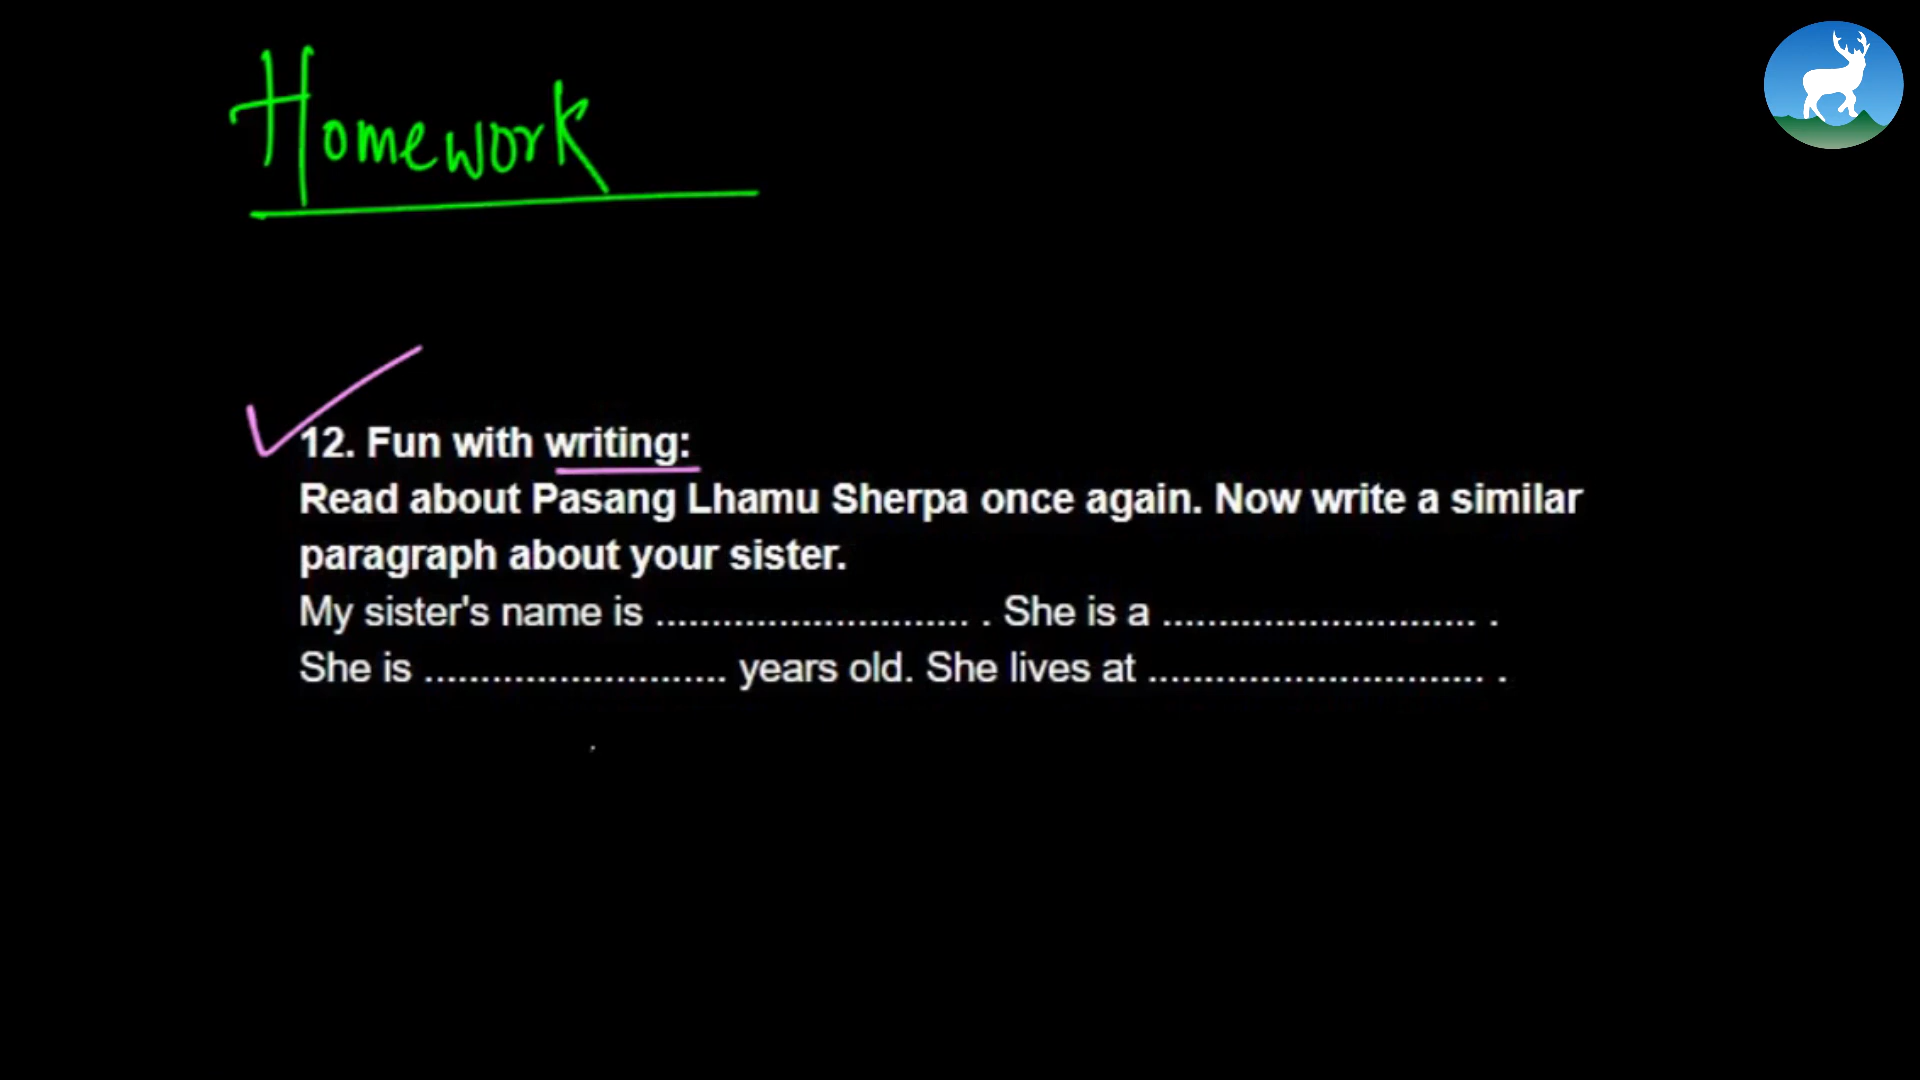 Homework
12. Fun with writing:
Read about Pasang Lhamu Sherpa once again. Now write a similar
paragraph about your sister.
My sister's name is ............................ . She is a ............................ .
She is ........................... years old. She lives at .............................. .